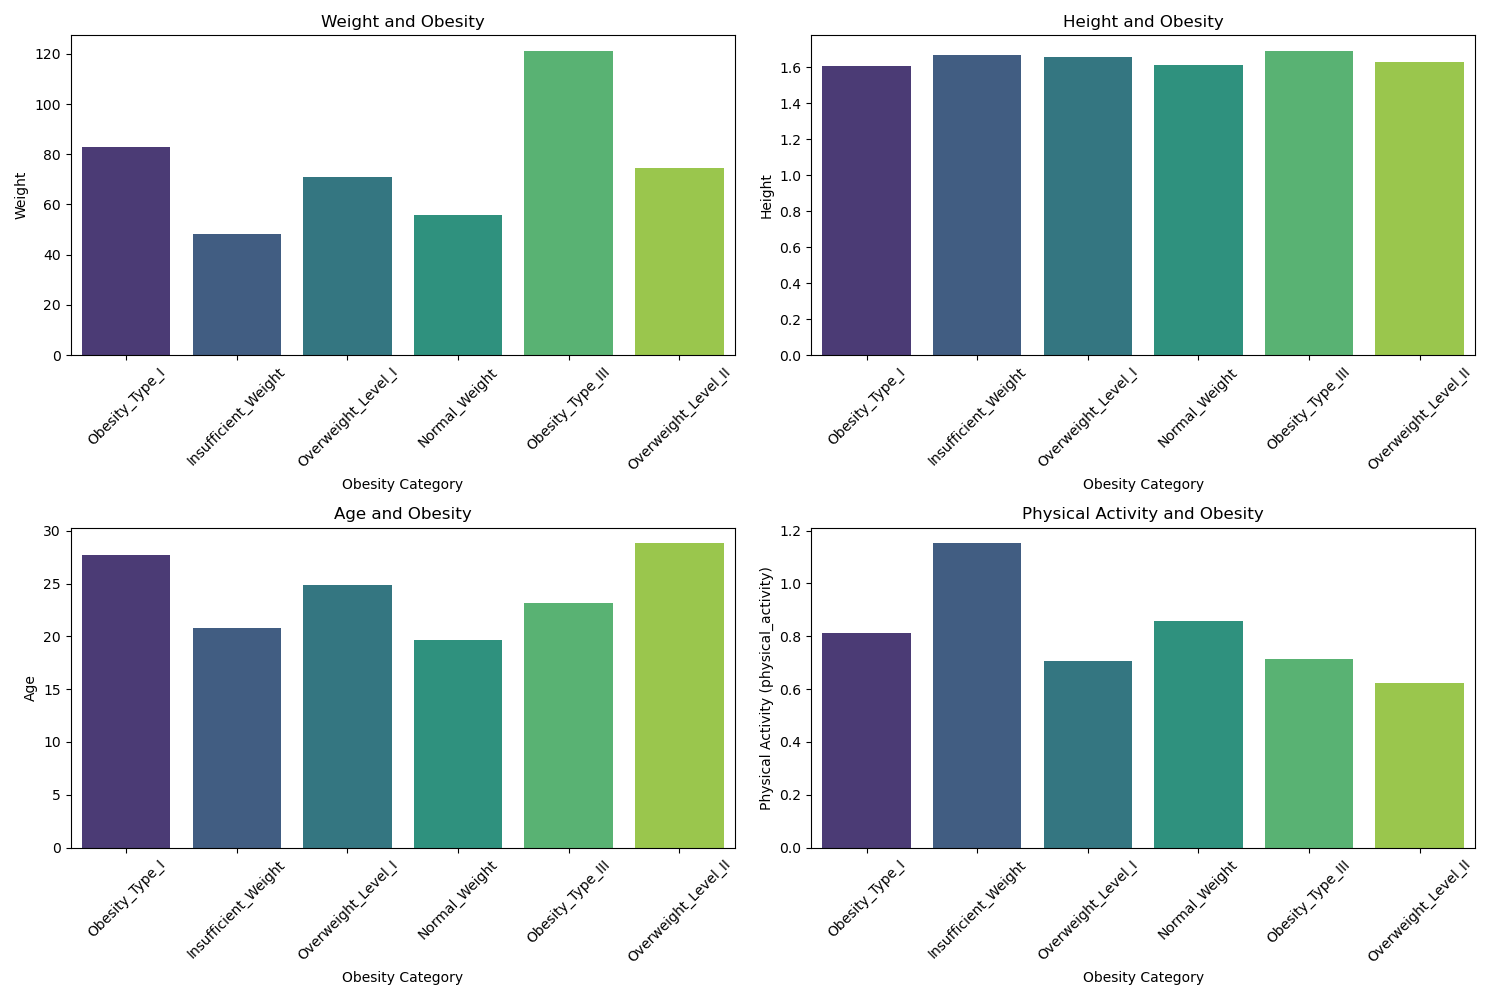 Weight and Obesity
Weight
120
100
80
60
40
20
0
Obesity_Type_I
Insufficient_Weight
Overweight_Level_I
Normal_Weight
Obesity_Type_III
Overweight_Level_II
Obesity Category
Height and Obesity
Height
1.6
1.4
1.2
1.0
0.8
0.6
0.4
0.2
0.0
Obesity_Type_I
Insufficient_Weight
Overweight_Level_I
Normal_Weight
Obesity_Type_III
Overweight_Level_II
Obesity Category
Age and Obesity
Age
30
25
20
15
10
5
0
Obesity_Type_I
Insufficient_Weight
Overweight_Level_I
Normal_Weight
Obesity_Type_III
Overweight_Level_II
Obesity Category
Physical Activity and Obesity
Physical Activity (physical_activity)
1.2
1.0
0.8
0.6
0.4
0.2
0.0
Obesity_Type_I
Insufficient_Weight
Overweight_Level_I
Normal_Weight
Obesity_Type_III
Overweight_Level_II
Obesity Category